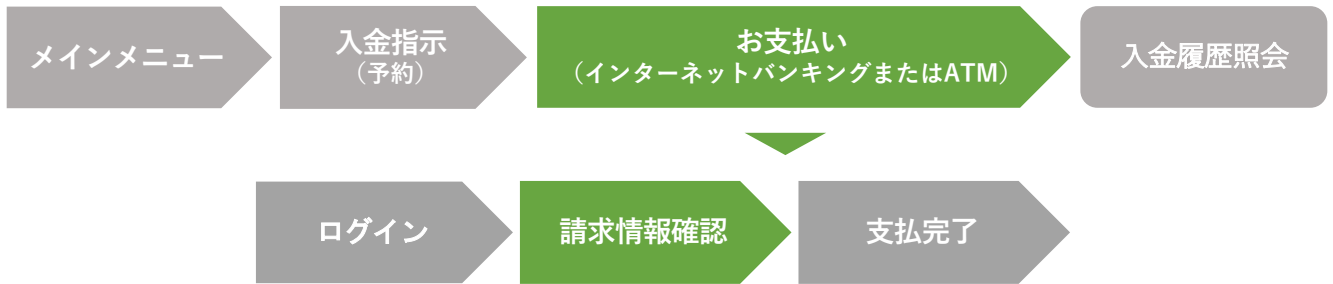 メインメニュー
入金指示
（予約）
お支払い
（インターネットバンキングまたはATM）
入金履歴照会
ログイン
請求情報確認
支払完了